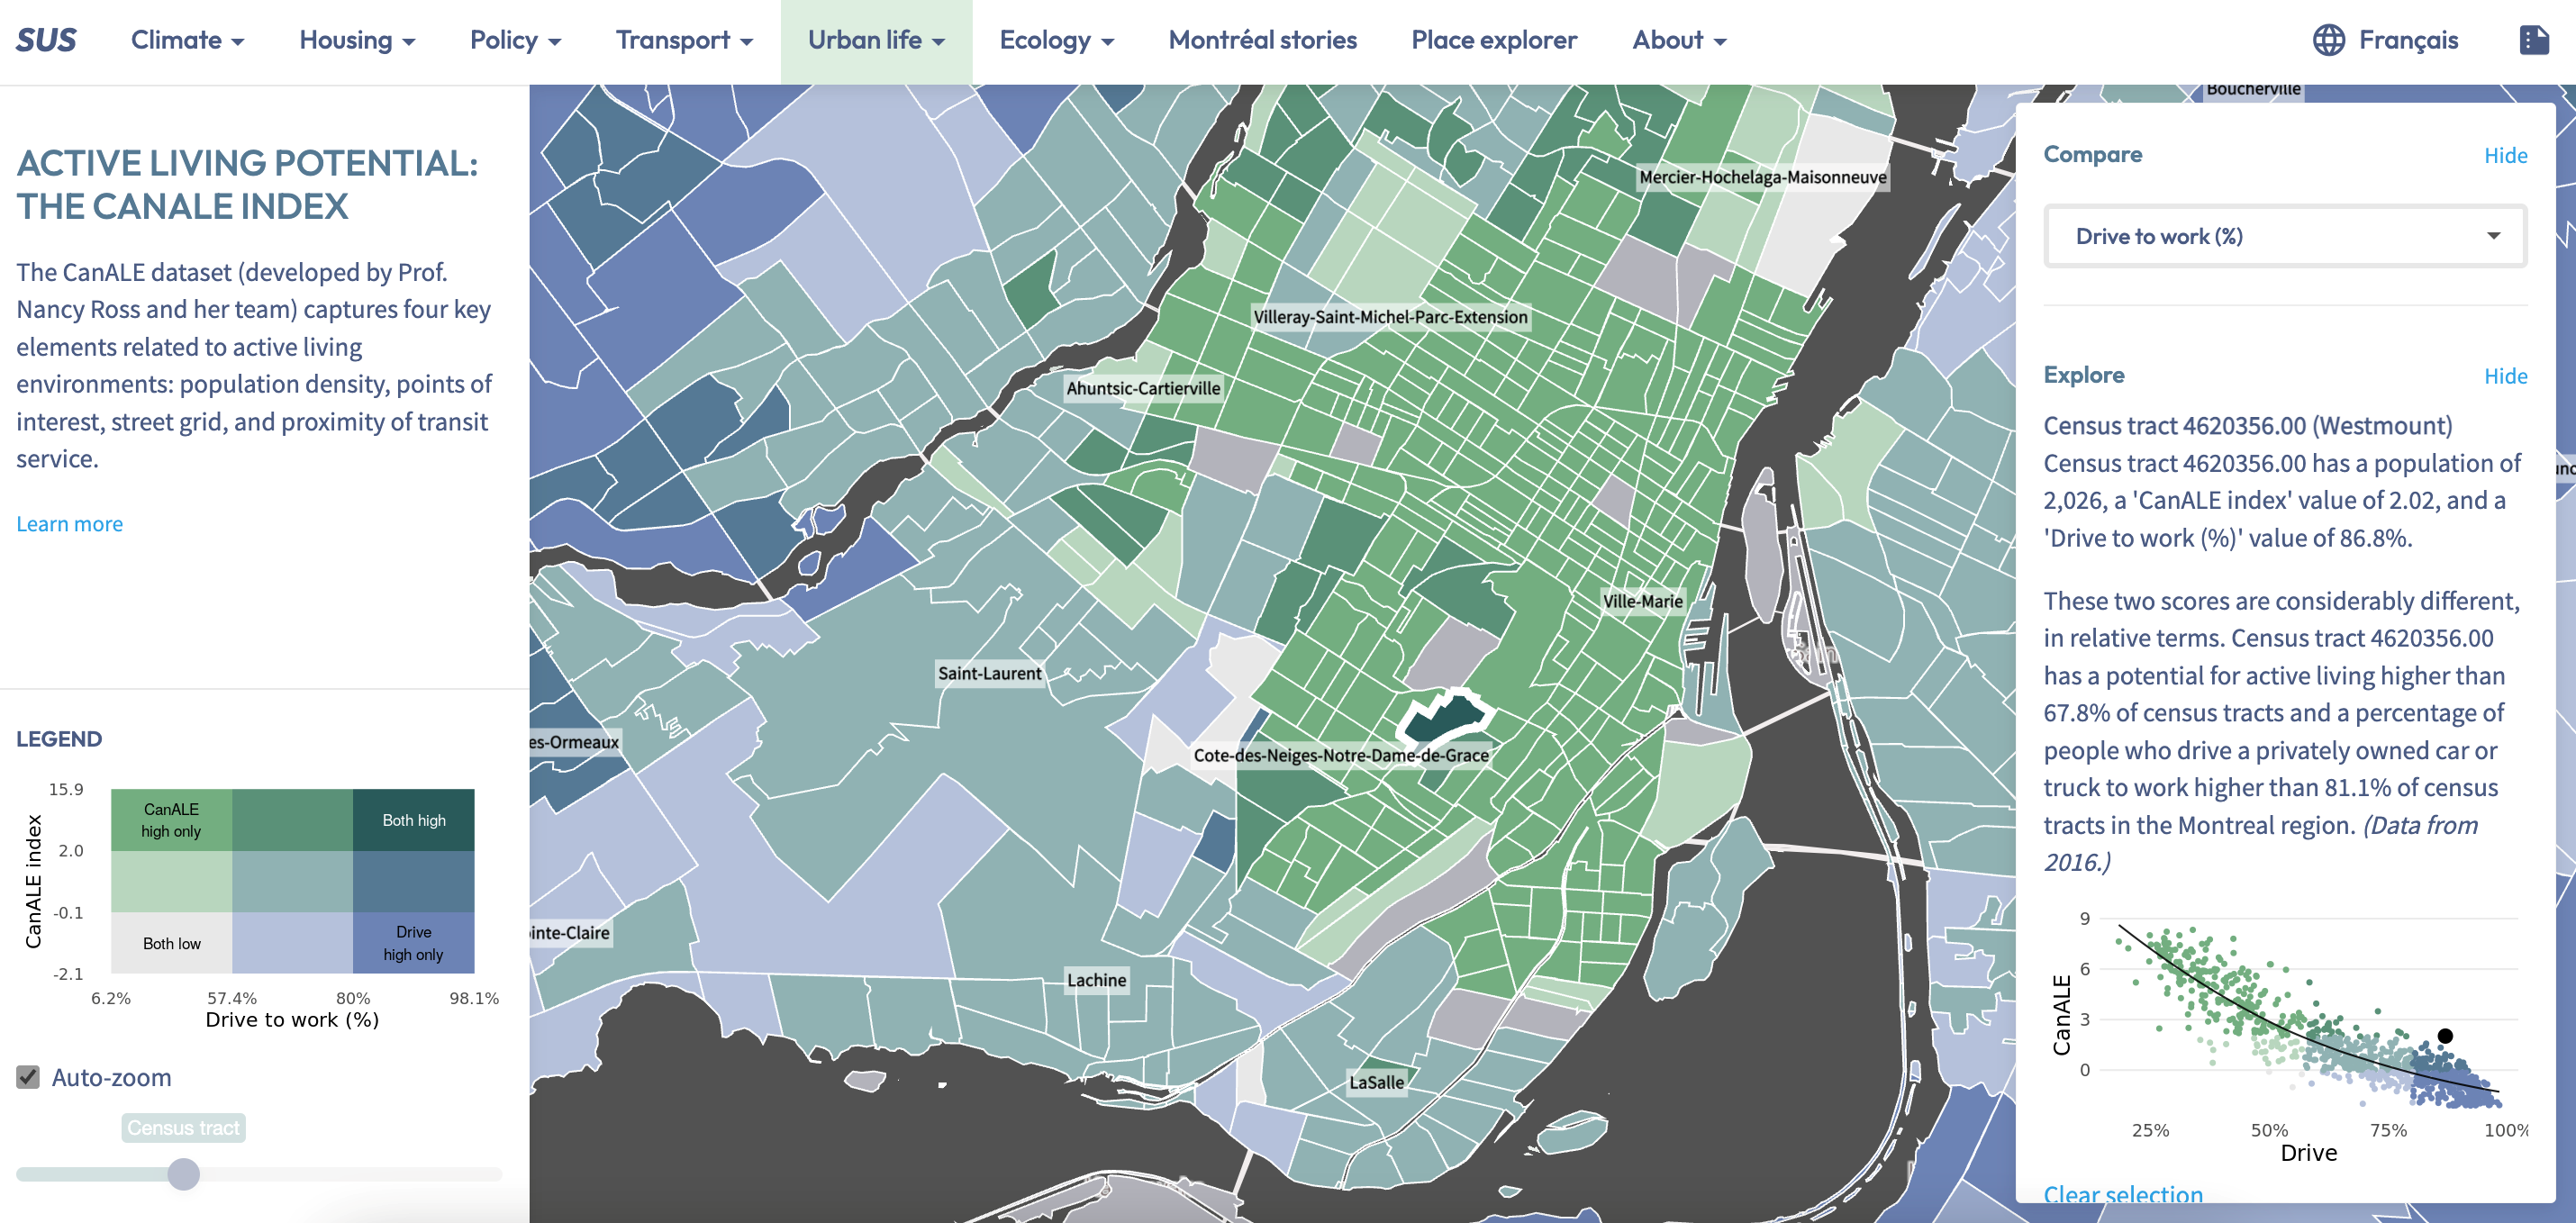 SUS
Climate
Housing
Policy
Transport
Urban life
Ecology
Montréal stories
Place explorer
About
Français
ACTIVE LIVING POTENTIAL:
THE CANALE INDEX
The CanALE dataset (developed by Prof.
Nancy Ross and her team) captures four key
elements related to active living
environments: population density, points of
interest, street grid, and proximity of transit
service.
Learn more
LEGEND
CanALE index
15.9
2.0
-0.1
-2.1
CanALE
high only
Both high
Both low
Drive
high only
6.2%
57.4%
80%
98.1%
Drive to work (%)
Auto-zoom
Census tract
Boucherville
Mercier-Hochelaga-Maisonneuve
Villeray-Saint-Michel-Parc-Extension
Ahuntsic-Cartierville
Ville-Marie
Saint-Laurent
es-Ormeaux
Cote-des-Neiges-Notre-Dame-de-Grace
inte-Claire
Lachine
LaSalle
Compare
Hide
Drive to work (%)
Explore
Hide
Census tract 4620356.00 (Westmount)
Census tract 4620356.00 has a population of
2,026, a 'CanALE index' value of 2.02, and a
'Drive to work (%)' value of 86.8%.
These two scores are considerably different,
in relative terms. Census tract 4620356.00
has a potential for active living higher than
67.8% of census tracts and a percentage of
people who drive a privately owned car or
truck to work higher than 81.1% of census
tracts in the Montreal region. (Data from
2016.)
CanALE
9
6
3
0
25%
50%
75%
100%
Drive
Clear selection